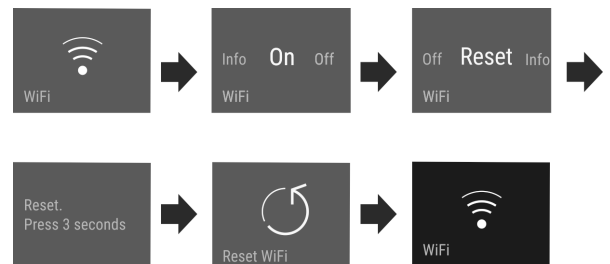 WiFi
Info On Off
WiFi
Off Reset Info
WiFi
Reset.
Press 3 seconds
Reset WiFi
WiFi